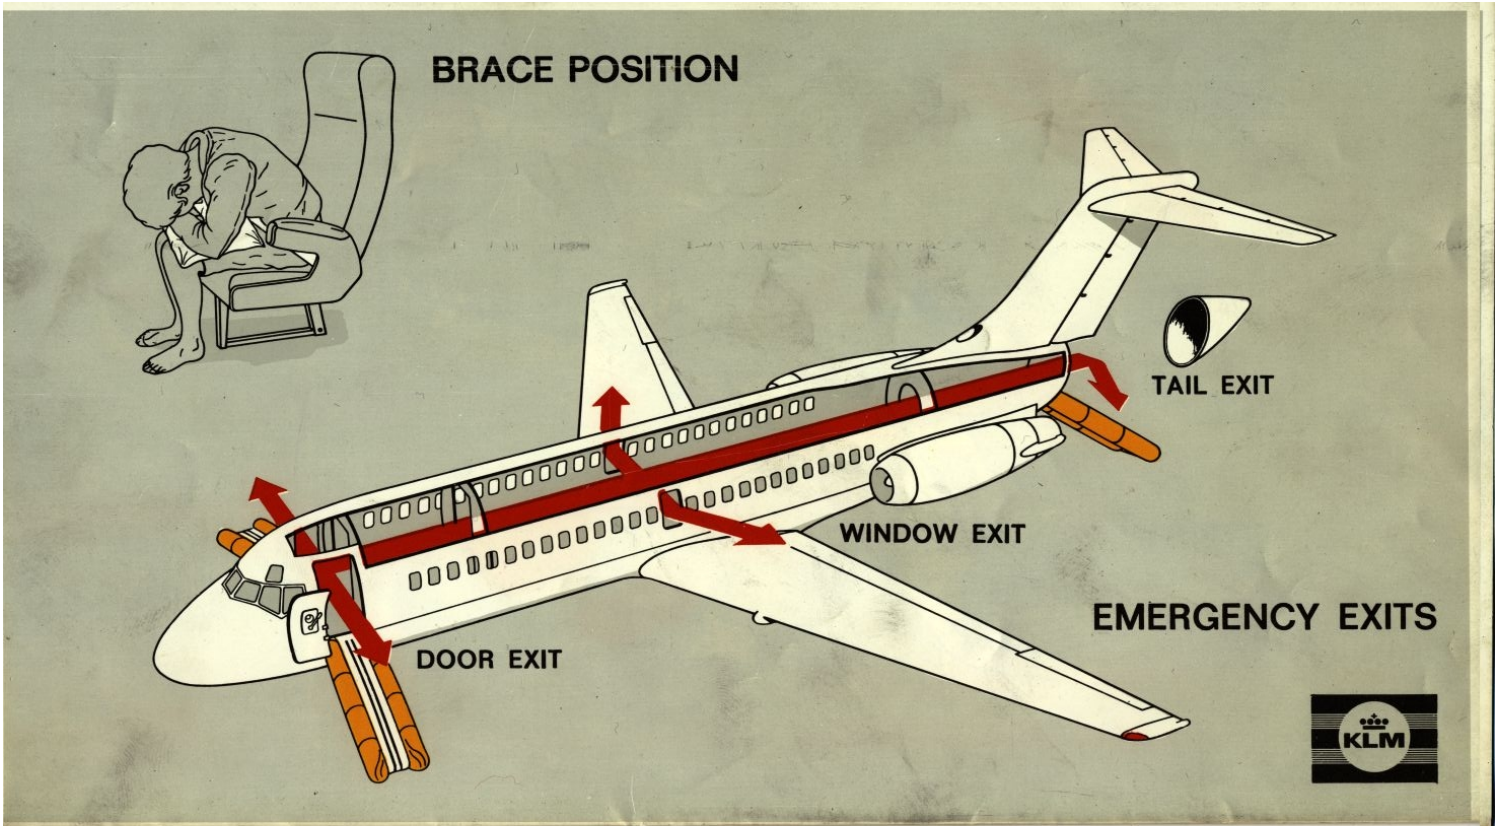 BRACE POSITION
TAIL EXIT
WINDOW EXIT
EMERGENCY EXITS
DOOR EXIT
KLM